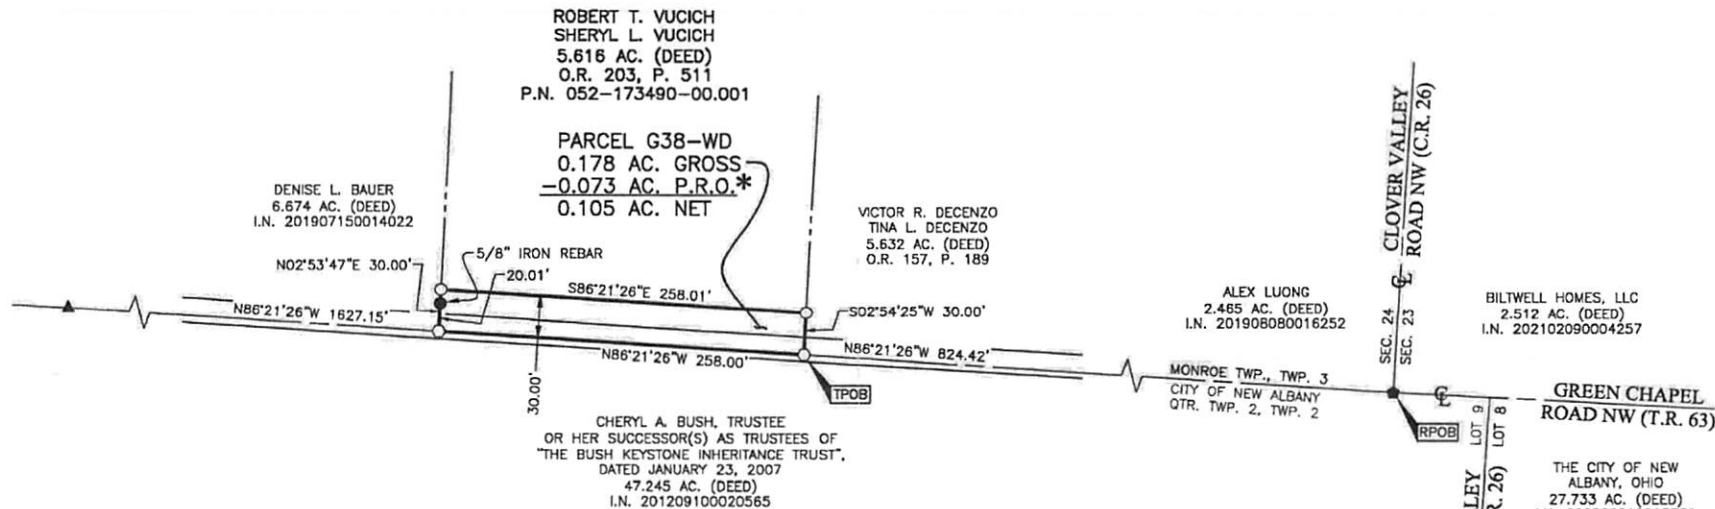 ROBERT T. VUCICH
SHERYL L. VUCICH
5.616 AC. (DEED)
O.R. 203, P. 511
P.N. 052-173490-00.001
PARCEL G38-WD
0.178 AC. GROSS
-0.073 AC. P.R.O.*
0.105 AC. NET
DENISE L. BAUER
6.674 AC. (DEED)
I.N. 201907150014022
N02°53'47"E 30.00'
5/8" IRON REBAR
20.01'
S86°21'26"E 258.01'
N86°21'26"W 1627.15'
N86°21'26"W 258.00'
30.00'
VICTOR R. DECENZO
TINA L. DECENZO
5.632 AC. (DEED)
O.R. 157, P. 189
S02°54'25"W 30.00'
N86°21'26"W 824.42'
TPOB
CHERYL A. BUSH, TRUSTEE
OR HER SUCCESSOR(S) AS TRUSTEES OF
"THE BUSH KEYSTONE INHERITANCE TRUST",
DATED JANUARY 23, 2007
47.245 AC. (DEED)
I.N. 201209100020565
ALEX LUONG
2.465 AC. (DEED)
I.N. 201908080016252
CLOVER VALLEY
ROAD NW (C.R. 26)
CL
SEC. 24
SEC. 23
BILTWELL HOMES, LLC
2.512 AC. (DEED)
I.N. 202102090004257
MONROE TWP., TWP. 3
CITY OF NEW ALBANY
QTR. TWP. 2, TWP. 2
CL
GREEN CHAPEL
ROAD NW (T.R. 63)
RPOB
LOT 9
LOT 8
LEY
R. 26)
THE CITY OF NEW
ALBANY, OHIO
27.733 AC. (DEED)